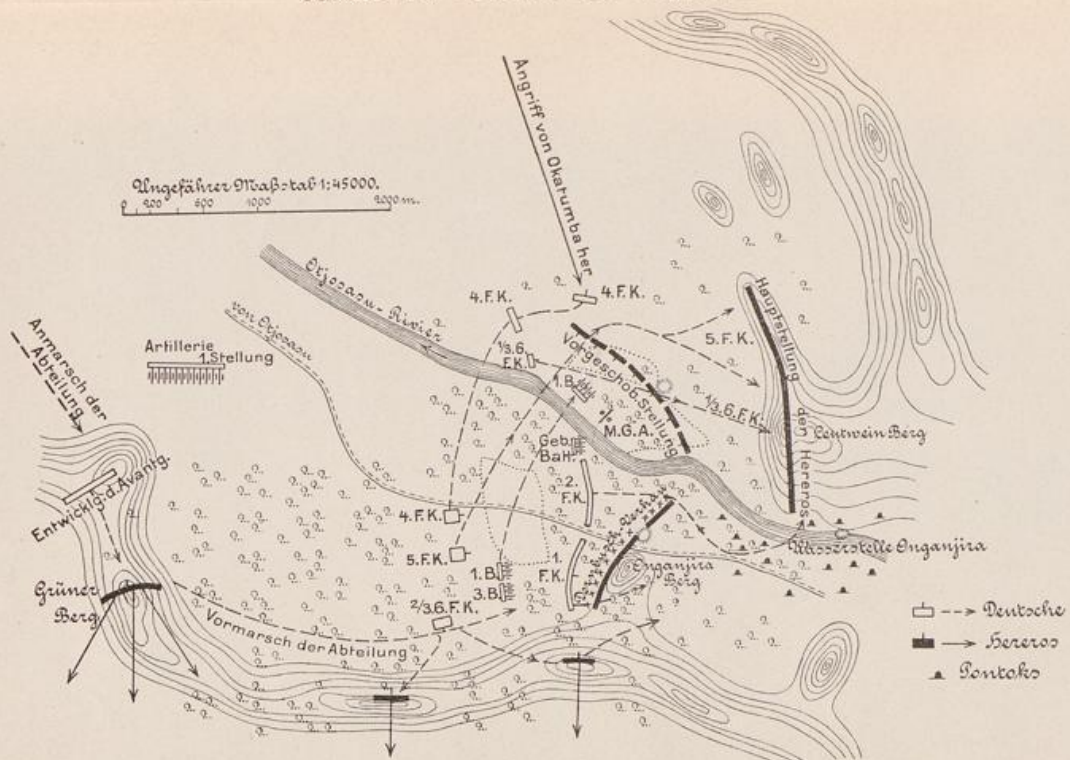 Angriff von Okatumba her
Ungefährer Maßstab 1:45000.
0 200 600 1000 2000 m.
Otjosasu-Rivier
von Otjosasu
4.F.K.
4.F.K.
Hauptstellung
der Hereros
5.F.K.
Anmarsch der
Abteilung
Artillerie
1.Stellung
1/3.6.
F.K.
Vorgeschob. Stellung
1.B.
1/3.6.F.K.
M.G.A.
Leutwein Berg
Geb.
Batt.
Entwicklg.d.Avantg.
2.
F.K.
4.F.K.
Dornbusch-Verhau
Wasserstelle Onganjira
5.F.K.
1.
F.K.
Onganjira
Berg
1.B.
3.B.
Grüner
Berg
2/3.6.F.K.
Vormarsch der Abteilung
Deutsche
Hereros
Pontoks